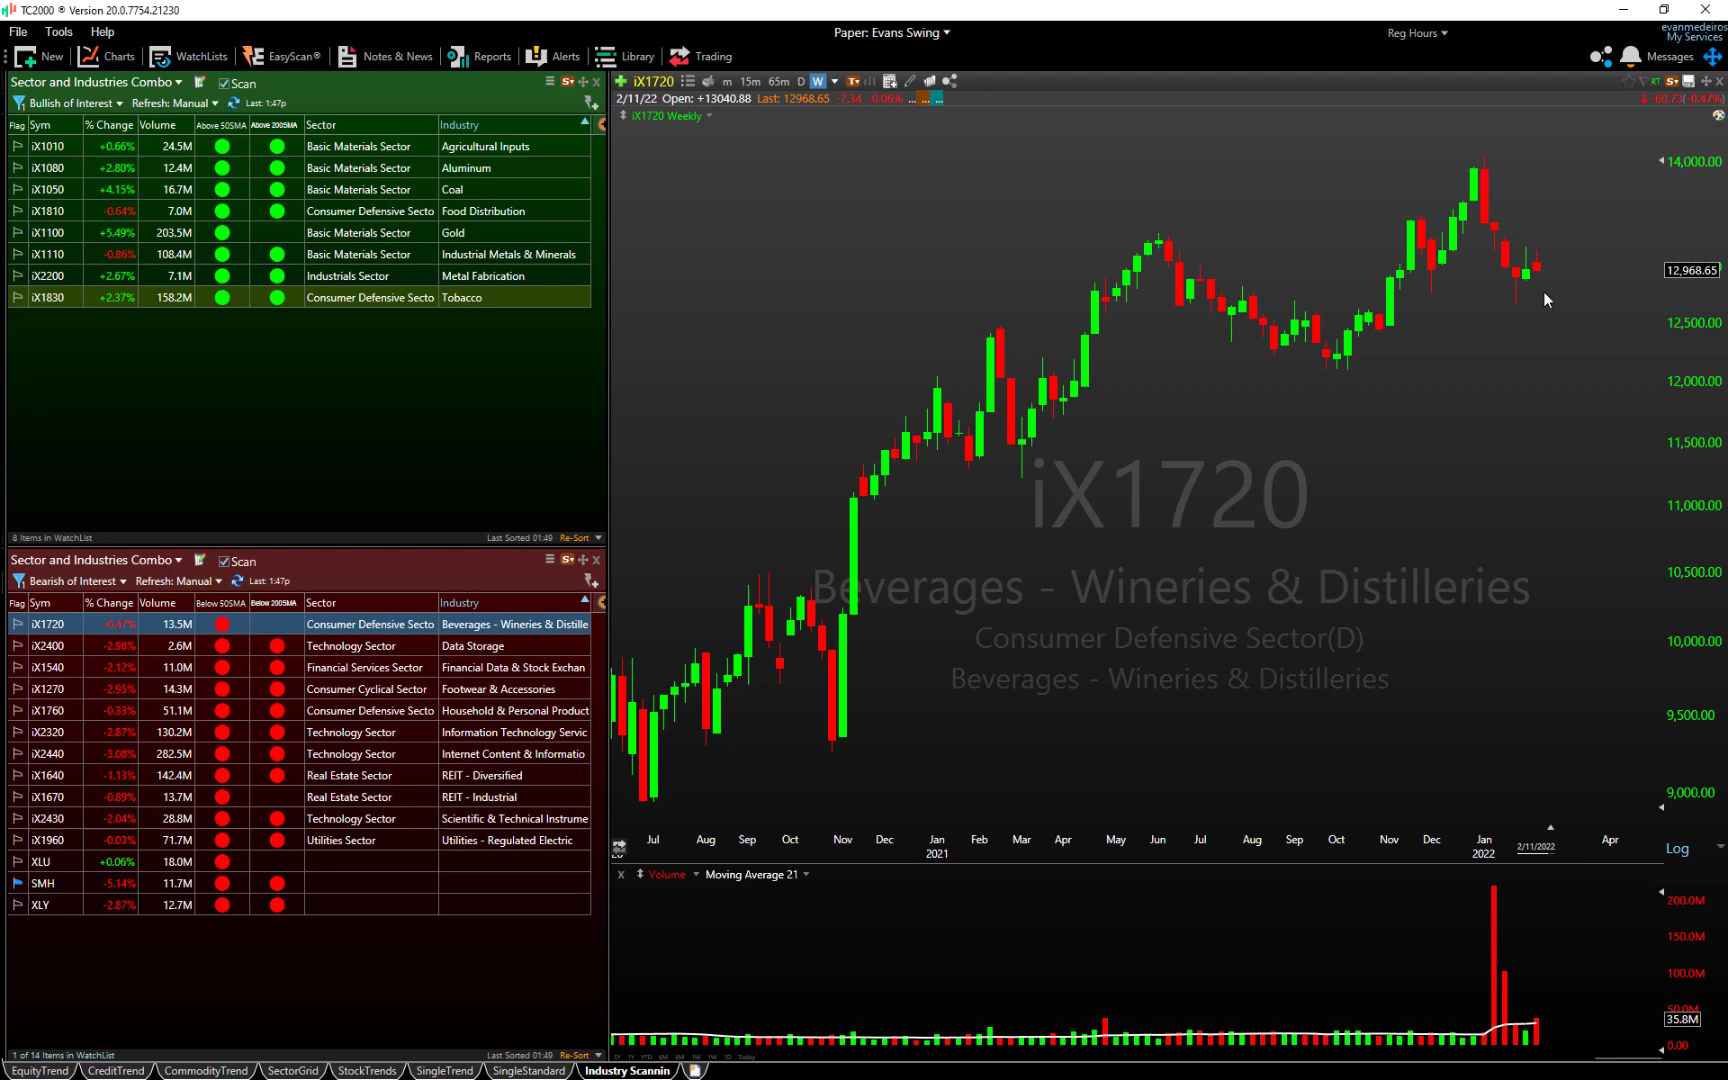 TC2000 ® Version 20.0.7754.21230
File Tools Help
Paper: Evans Swing
Reg Hours
evanmedeiros
My Services
New Charts WatchLists EasyScan® Notes & News Reports Alerts Library Trading
Messages
Sector and Industries Combo Scan
Bullish of Interest Refresh: Manual Last: 1:47p
Flag Sym % Change Volume Above 50SMA Above 200SMA Sector Industry
iX1010 +0.66% 24.5M Basic Materials Sector Agricultural Inputs
iX1080 +2.80% 12.4M Basic Materials Sector Aluminum
iX1050 +4.15% 16.7M Basic Materials Sector Coal
iX1810 -0.64% 7.0M Consumer Defensive Secto Food Distribution
iX1100 +5.49% 203.5M Basic Materials Sector Gold
iX1110 -0.86% 108.4M Basic Materials Sector Industrial Metals & Minerals
iX2200 +2.67% 7.1M Industrials Sector Metal Fabrication
iX1830 +2.37% 158.2M Consumer Defensive Secto Tobacco
8 Items in WatchList Last Sorted 01:49 Re-Sort
Sector and Industries Combo Scan
Bearish of Interest Refresh: Manual Last: 1:47p
Flag Sym % Change Volume Below 50SMA Below 200SMA Sector Industry
iX1720 -0.47% 13.5M Consumer Defensive Secto Beverages - Wineries & Distille
iX2400 -2.98% 2.6M Technology Sector Data Storage
iX1540 -2.12% 11.0M Financial Services Sector Financial Data & Stock Exchan
iX1270 -2.95% 14.3M Consumer Cyclical Sector Footwear & Accessories
iX1760 -0.33% 51.1M Consumer Defensive Secto Household & Personal Product
iX2320 -2.87% 130.2M Technology Sector Information Technology Servic
iX2440 -3.08% 282.5M Technology Sector Internet Content & Informatio
iX1640 -1.13% 142.4M Real Estate Sector REIT - Diversified
iX1670 -0.89% 13.7M Real Estate Sector REIT - Industrial
iX2430 -2.04% 28.8M Technology Sector Scientific & Technical Instrume
iX1960 -0.03% 71.7M Utilities Sector Utilities - Regulated Electric
XLU +0.06% 18.0M
SMH -5.14% 11.7M
XLY -2.87% 12.7M
1 of 14 Items in WatchList Last Sorted 01:49 Re-Sort
iX1720 m 15m 65m D W T RT S
2/11/22 Open: +13040.88 Last: 12968.65 -7.34 -0.06% ... ... ... -60.73(-0.47%)
iX1720 Weekly
14,000.00
12,968.65
12,500.00
12,000.00
11,500.00
11,000.00
10,500.00
10,000.00
9,500.00
9,000.00
iX1720
Beverages - Wineries & Distilleries
Consumer Defensive Sector(D)
Beverages - Wineries & Distilleries
Jul Aug Sep Oct Nov Dec Jan Feb Mar Apr May Jun Jul Aug Sep Oct Nov Dec Jan Apr
2021 2022 2/11/2022
Log
X Volume Moving Average 21
200.0M
150.0M
100.0M
50.0M
35.8M
0.00
5Y 1Y YTD 6M 3M 1M 1W 1D Today
EquityTrend CreditTrend CommodityTrend SectorGrid StockTrends SingleTrend SingleStandard Industry Scannin